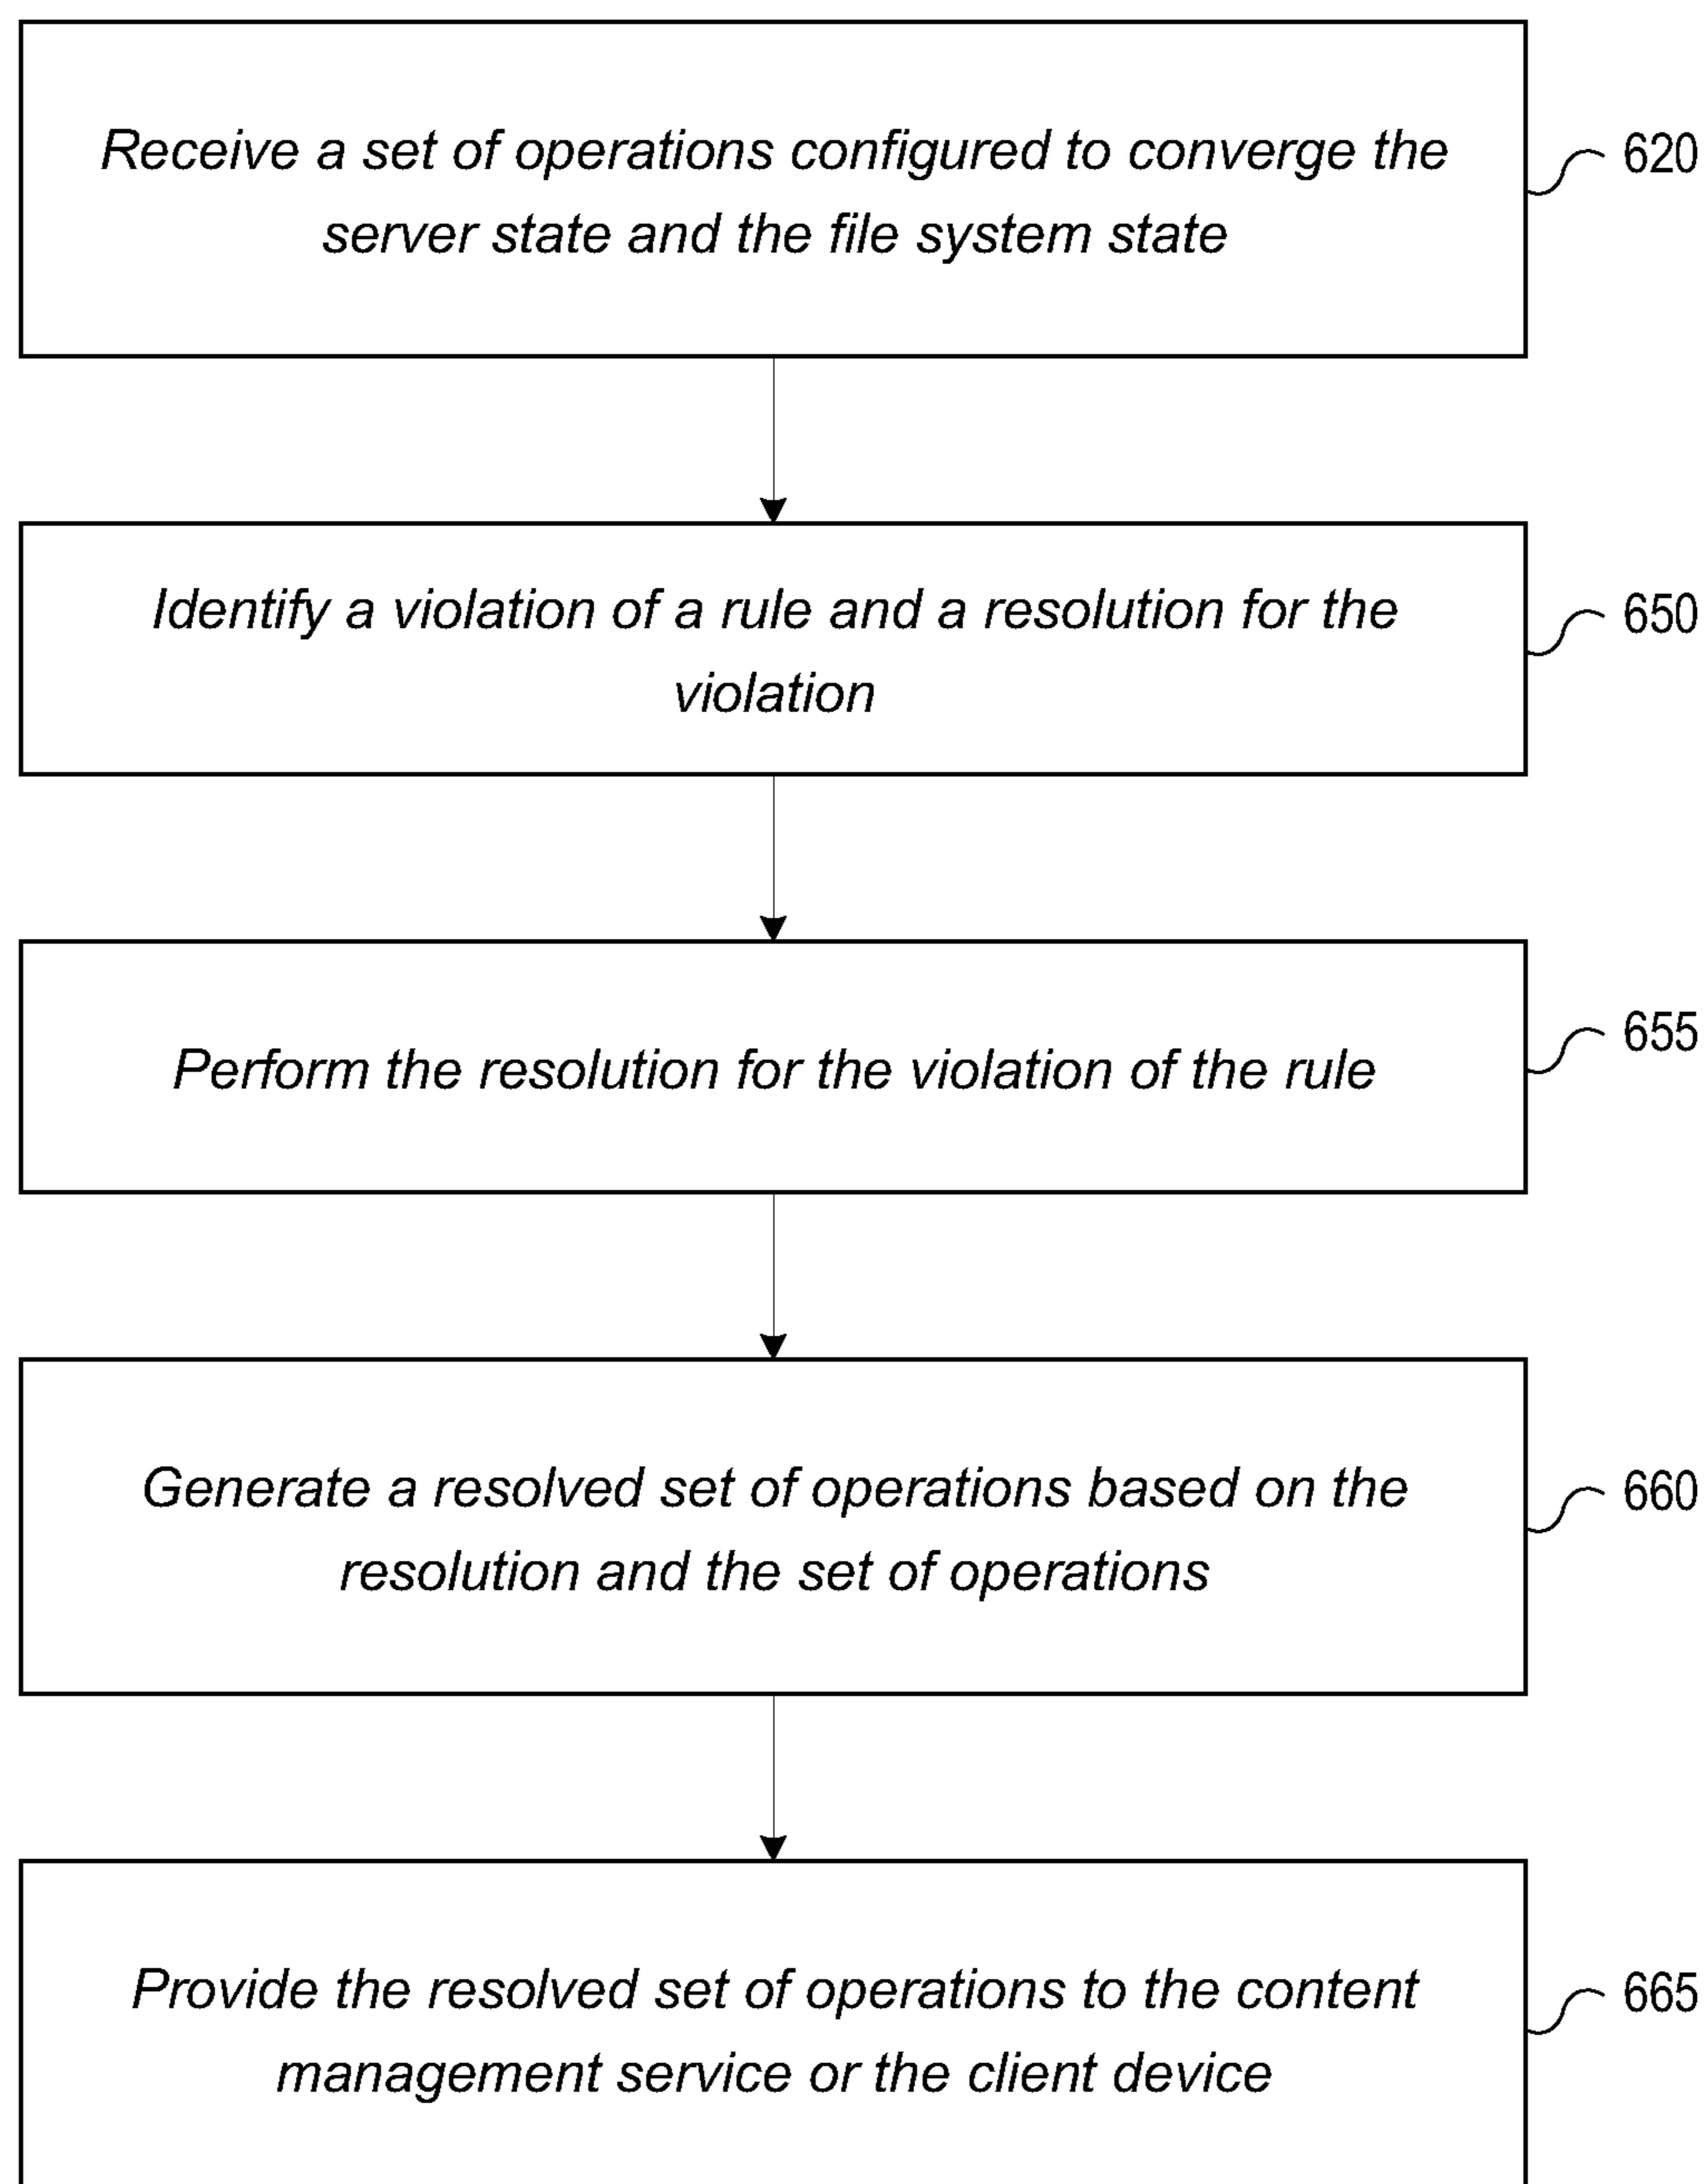 Receive a set of operations configured to converge the
server state and the file system state
620
Identify a violation of a rule and a resolution for the
violation
650
Perform the resolution for the violation of the rule
655
Generate a resolved set of operations based on the
resolution and the set of operations
660
Provide the resolved set of operations to the content
management service or the client device
665